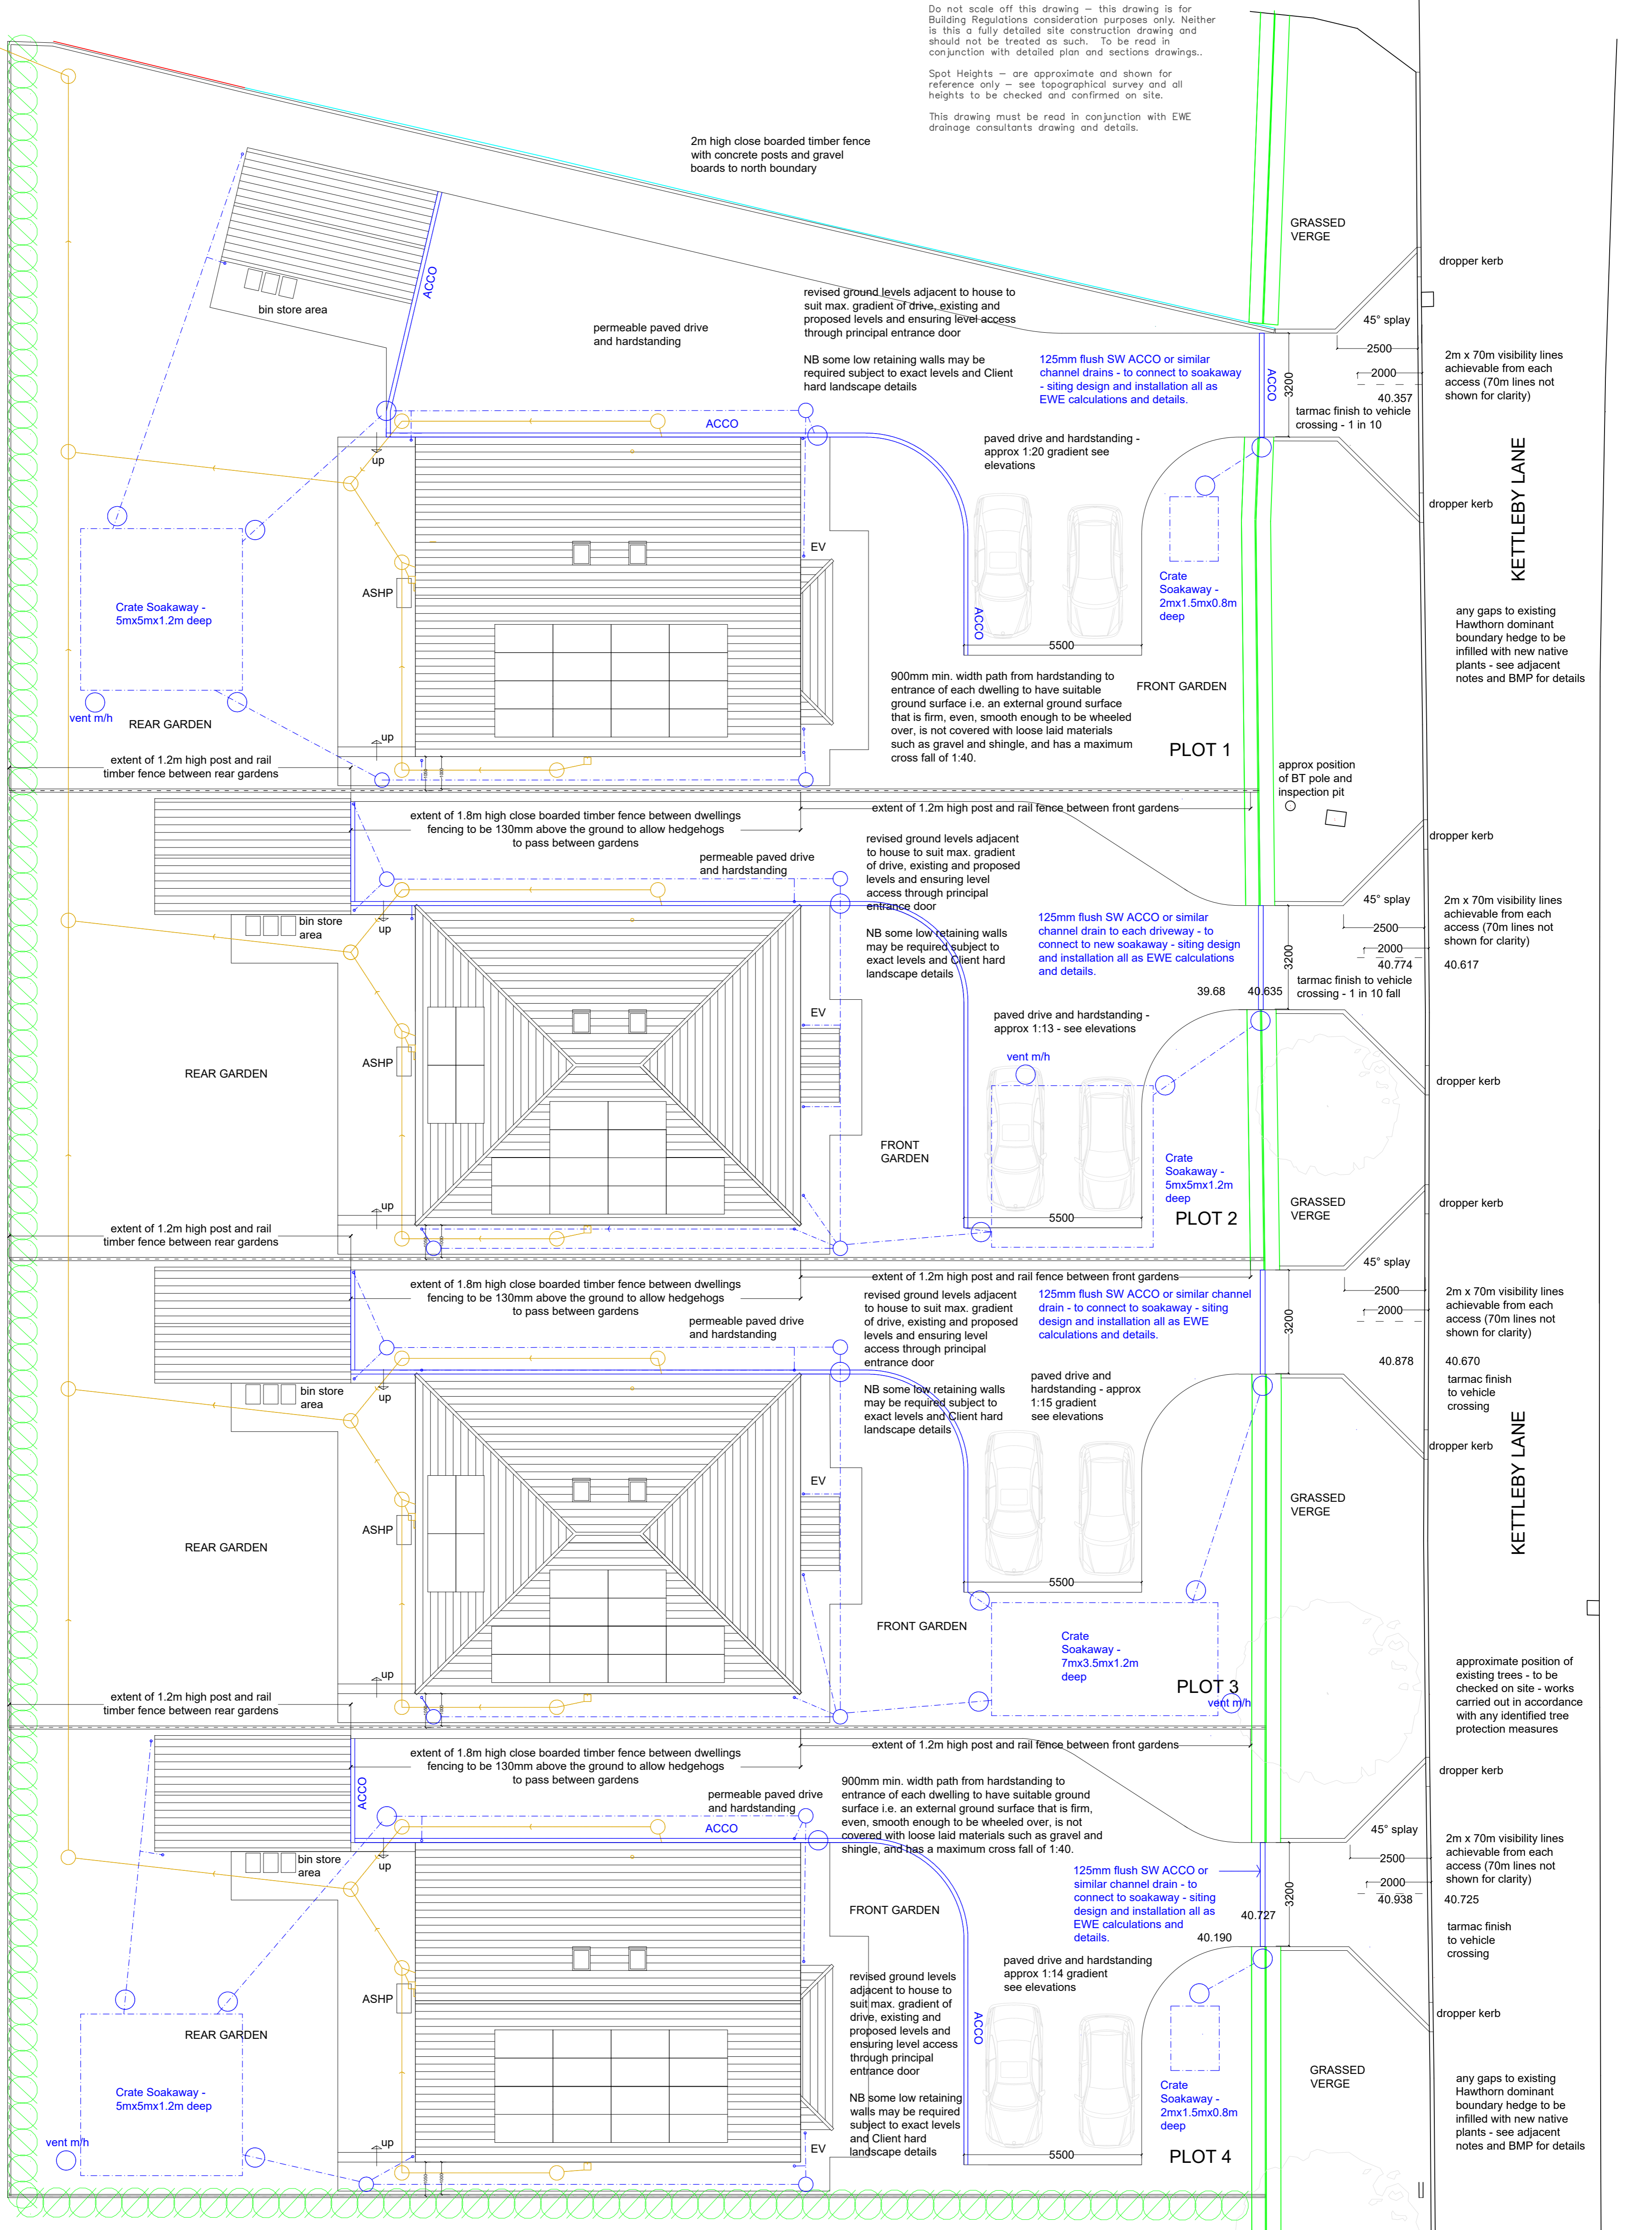 Do not scale off this drawing – this drawing is for
Building Regulations consideration purposes only. Neither
is this a fully detailed site construction drawing and
should not be treated as such. To be read in
conjunction with detailed plan and sections drawings..
Spot Heights – are approximate and shown for
reference only – see topographical survey and all
heights to be checked and confirmed on site.
This drawing must be read in conjunction with EWE
drainage consultants drawing and details.
2m high close boarded timber fence
with concrete posts and gravel
boards to north boundary
GRASSED
VERGE
dropper kerb
ACCO
bin store area
permeable paved drive
and hardstanding
revised ground levels adjacent to house to
suit max. gradient of drive, existing and
proposed levels and ensuring level access
through principal entrance door
NB some low retaining walls may be
required subject to exact levels and Client
hard landscape details
125mm flush SW ACCO or similar
channel drains - to connect to soakaway
- siting design and installation all as
EWE calculations and details.
45° splay
2500
2000
40.357
3200
ACCO
tarmac finish to vehicle
crossing - 1 in 10
2m x 70m visibility lines
achievable from each
access (70m lines not
shown for clarity)
ACCO
up
paved drive and hardstanding -
approx 1:20 gradient see
elevations
dropper kerb
KETTLEBY LANE
EV
ASHP
Crate Soakaway -
5mx5mx1.2m deep
Crate
Soakaway -
2mx1.5mx0.8m
deep
ACCO
5500
any gaps to existing
Hawthorn dominant
boundary hedge to be
infilled with new native
plants - see adjacent
notes and BMP for details
vent m/h
REAR GARDEN
up
900mm min. width path from hardstanding to
entrance of each dwelling to have suitable
ground surface i.e. an external ground surface
that is firm, even, smooth enough to be wheeled
over, is not covered with loose laid materials
such as gravel and shingle, and has a maximum
cross fall of 1:40.
FRONT GARDEN
PLOT 1
extent of 1.2m high post and rail
timber fence between rear gardens
approx position
of BT pole and
inspection pit
extent of 1.8m high close boarded timber fence between dwellings
fencing to be 130mm above the ground to allow hedgehogs
to pass between gardens
extent of 1.2m high post and rail fence between front gardens
dropper kerb
permeable paved drive
and hardstanding
revised ground levels adjacent
to house to suit max. gradient
of drive, existing and proposed
levels and ensuring level
access through principal
entrance door
NB some low retaining walls
may be required subject to
exact levels and Client hard
landscape details
125mm flush SW ACCO or similar
channel drain to each driveway - to
connect to new soakaway - siting design
and installation all as EWE calculations
and details.
45° splay
2500
2000
40.774
40.617
3200
2m x 70m visibility lines
achievable from each
access (70m lines not
shown for clarity)
tarmac finish to vehicle
crossing - 1 in 10 fall
39.68
40.635
bin store
area
up
paved drive and hardstanding -
approx 1:13 - see elevations
EV
ASHP
REAR GARDEN
vent m/h
dropper kerb
FRONT
GARDEN
Crate
Soakaway -
5mx5mx1.2m
deep
5500
PLOT 2
GRASSED
VERGE
dropper kerb
up
extent of 1.2m high post and rail
timber fence between rear gardens
45° splay
extent of 1.8m high close boarded timber fence between dwellings
fencing to be 130mm above the ground to allow hedgehogs
to pass between gardens
extent of 1.2m high post and rail fence between front gardens
permeable paved drive
and hardstanding
revised ground levels adjacent
to house to suit max. gradient
of drive, existing and proposed
levels and ensuring level
access through principal
entrance door
NB some low retaining walls
may be required subject to
exact levels and Client hard
landscape details
125mm flush SW ACCO or similar channel
drain - to connect to soakaway - siting
design and installation all as EWE
calculations and details.
2500
2000
3200
2m x 70m visibility lines
achievable from each
access (70m lines not
shown for clarity)
40.878
40.670
tarmac finish
to vehicle
crossing
bin store
area
up
paved drive and
hardstanding - approx
1:15 gradient
see elevations
dropper kerb
KETTLEBY LANE
EV
ASHP
REAR GARDEN
GRASSED
VERGE
5500
FRONT GARDEN
Crate
Soakaway -
7mx3.5mx1.2m
deep
PLOT 3
vent m/h
approximate position of
existing trees - to be
checked on site - works
carried out in accordance
with any identified tree
protection measures
up
extent of 1.2m high post and rail
timber fence between rear gardens
extent of 1.8m high close boarded timber fence between dwellings
fencing to be 130mm above the ground to allow hedgehogs
to pass between gardens
extent of 1.2m high post and rail fence between front gardens
dropper kerb
ACCO
permeable paved drive
and hardstanding
ACCO
900mm min. width path from hardstanding to
entrance of each dwelling to have suitable ground
surface i.e. an external ground surface that is firm,
even, smooth enough to be wheeled over, is not
covered with loose laid materials such as gravel and
shingle, and has a maximum cross fall of 1:40.
45° splay
2500
2000
40.938
40.725
3200
2m x 70m visibility lines
achievable from each
access (70m lines not
shown for clarity)
tarmac finish
to vehicle
crossing
bin store
area
up
125mm flush SW ACCO or
similar channel drain - to
connect to soakaway - siting
design and installation all as
EWE calculations and
details.
40.727
40.190
FRONT GARDEN
paved drive and hardstanding
approx 1:14 gradient
see elevations
revised ground levels
adjacent to house to
suit max. gradient of
drive, existing and
proposed levels and
ensuring level access
through principal
entrance door
NB some low retaining
walls may be required
subject to exact levels
and Client hard
landscape details
ASHP
REAR GARDEN
ACCO
dropper kerb
GRASSED
VERGE
Crate Soakaway -
5mx5mx1.2m deep
Crate
Soakaway -
2mx1.5mx0.8m
deep
any gaps to existing
Hawthorn dominant
boundary hedge to be
infilled with new native
plants - see adjacent
notes and BMP for details
vent m/h
up
EV
5500
PLOT 4